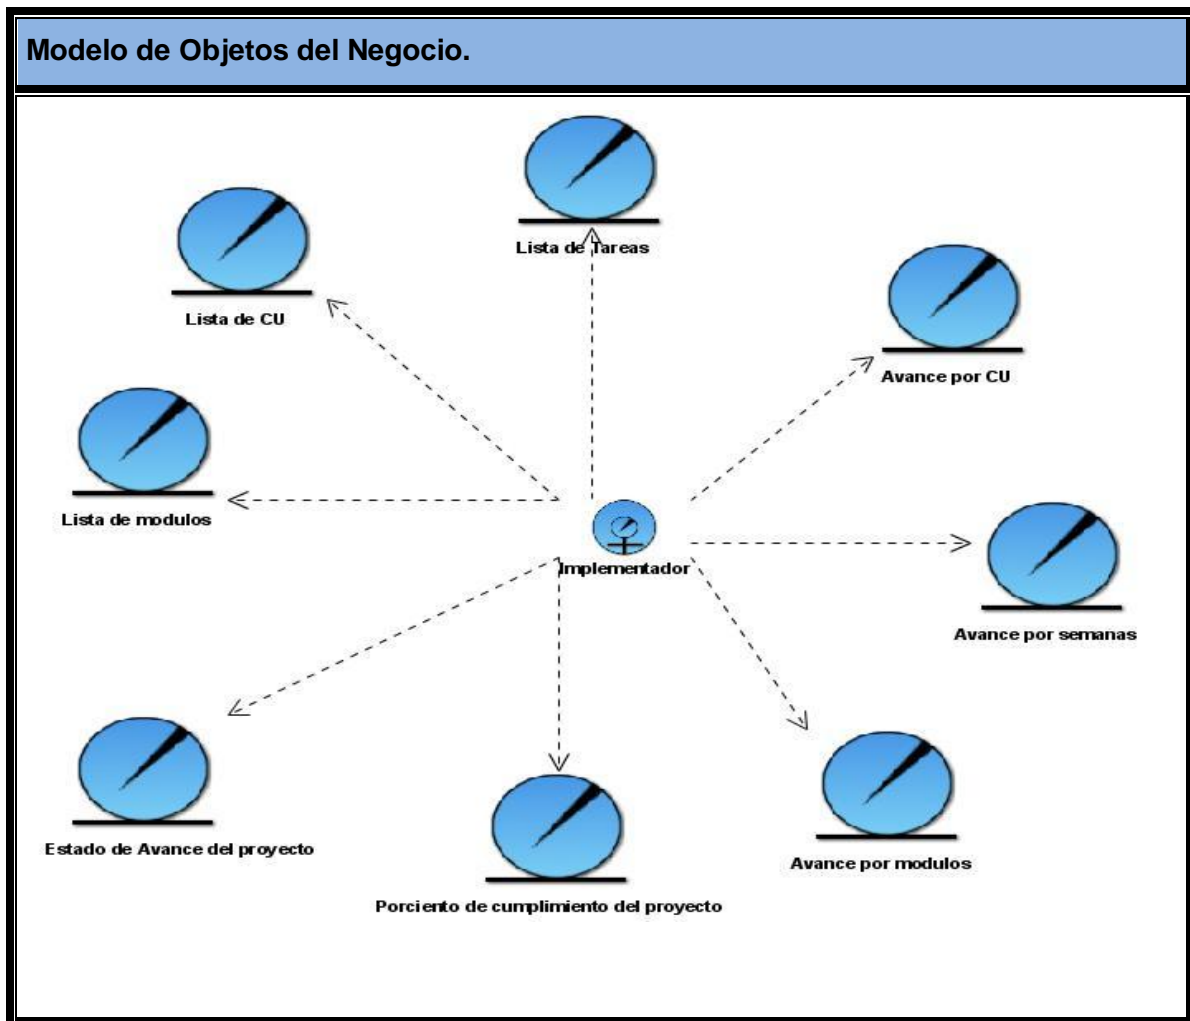 Modelo de Objetos del Negocio.
Lista de Tareas
Lista de CU
Avance por CU
Lista de modulos
Implementador
Avance por semanas
Estado de Avance del proyecto
Avance por modulos
Porciento de cumplimiento del proyecto